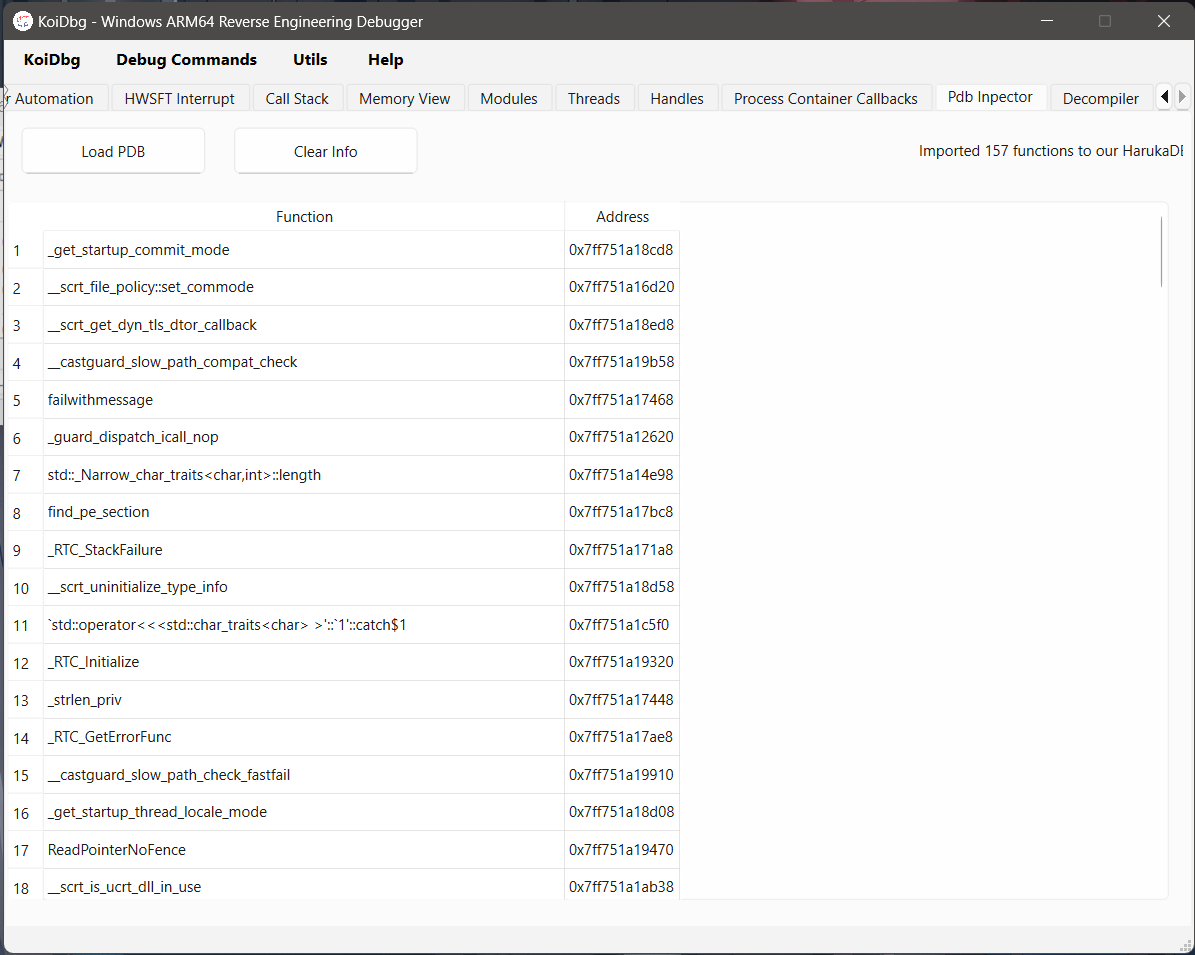 KoiDbg - Windows ARM64 Reverse Engineering Debugger
KoiDbg Debug Commands Utils Help
r Automation HWSFT Interrupt Call Stack Memory View Modules Threads Handles Process Container Callbacks Pdb Inpector Decompiler
Load PDB Clear Info Imported 157 functions to our HarukaDB
Function Address
1 _get_startup_commit_mode 0x7ff751a18cd8
2 __scrt_file_policy::set_commode 0x7ff751a16d20
3 __scrt_get_dyn_tls_dtor_callback 0x7ff751a18ed8
4 __castguard_slow_path_compat_check 0x7ff751a19b58
5 failwithmessage 0x7ff751a17468
6 _guard_dispatch_icall_nop 0x7ff751a12620
7 std::_Narrow_char_traits<char,int>::length 0x7ff751a14e98
8 find_pe_section 0x7ff751a17bc8
9 _RTC_StackFailure 0x7ff751a171a8
10 __scrt_uninitialize_type_info 0x7ff751a18d58
11 `std::operator<<<std::char_traits<char> >'::`1'::catch$1 0x7ff751a1c5f0
12 _RTC_Initialize 0x7ff751a19320
13 _strlen_priv 0x7ff751a17448
14 _RTC_GetErrorFunc 0x7ff751a17ae8
15 __castguard_slow_path_check_fastfail 0x7ff751a19910
16 _get_startup_thread_locale_mode 0x7ff751a18d08
17 ReadPointerNoFence 0x7ff751a19470
18 __scrt_is_ucrt_dll_in_use 0x7ff751a1ab38